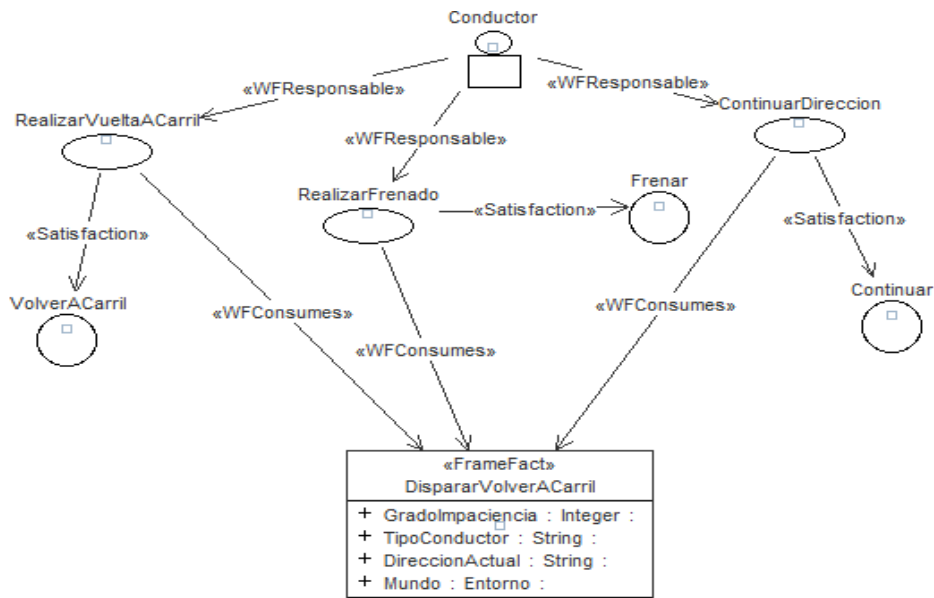 Conductor
«WFResponsable»
«WFResponsable»
RealizarVueltaACarril
ContinuarDireccion
«WFResponsable»
RealizarFrenado
Frenar
«Satisfaction»
«Satisfaction»
«Satisfaction»
VolverACarril
Continuar
«WFConsumes»
«WFConsumes»
«WFConsumes»
«FrameFact»
DispararVolverACarril
+ GradoImpaciencia : Integer :
+ TipoConductor : String :
+ DireccionActual : String :
+ Mundo : Entorno :